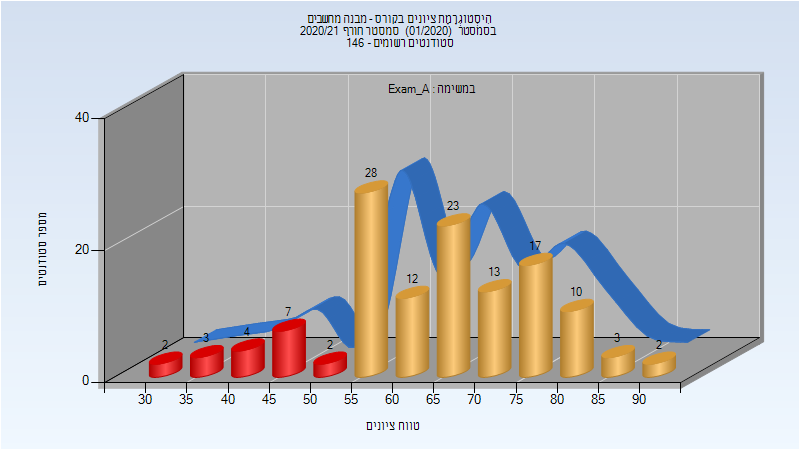 היסטוגרמת ציונים בקורס - מבנה מחשבים
בסמסטר (01/2020) סמסטר חורף 2020/21
סטודנטים רשומים - 146
במשימה : Exam_A
40
20
0
מספר סטודנטים
2
3
4
7
2
28
12
23
13
17
10
3
2
30 35 40 45 50 55 60 65 70 75 80 85 90
טווח ציונים